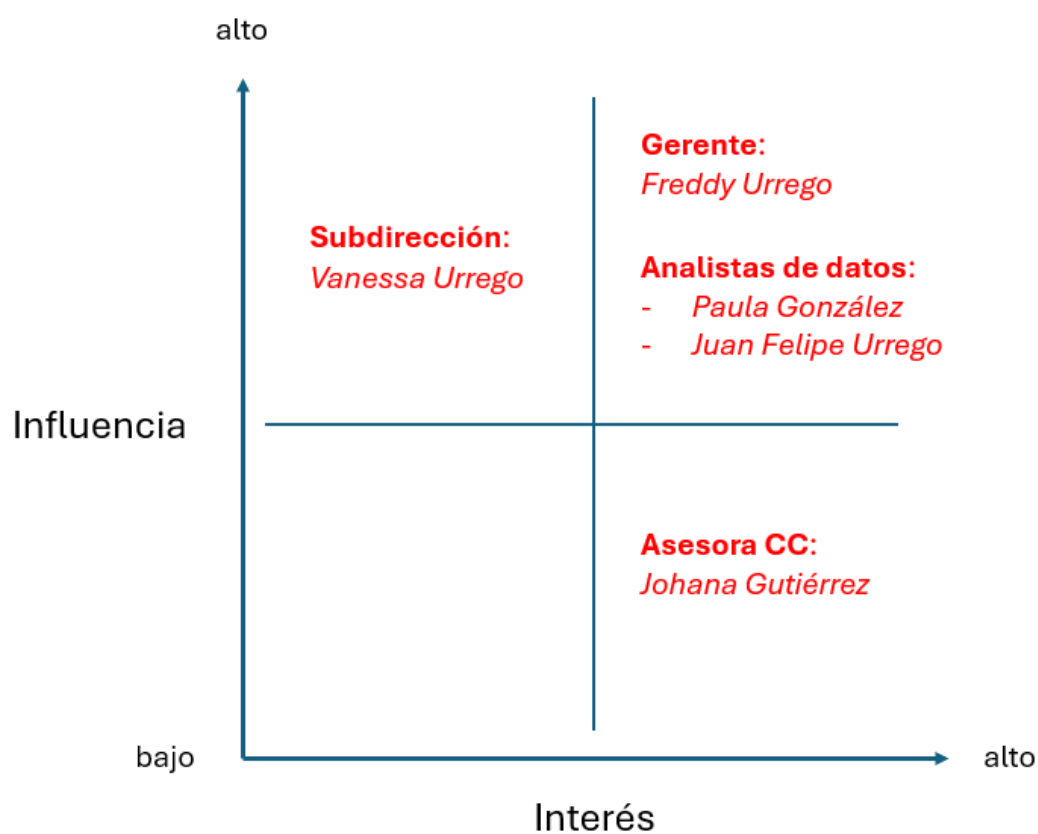 alto
Gerente:
Freddy Urrego
Subdirección:
Vanessa Urrego
Analistas de datos:
- Paula González
- Juan Felipe Urrego
Influencia
Asesora CC:
Johana Gutiérrez
bajo
alto
Interés